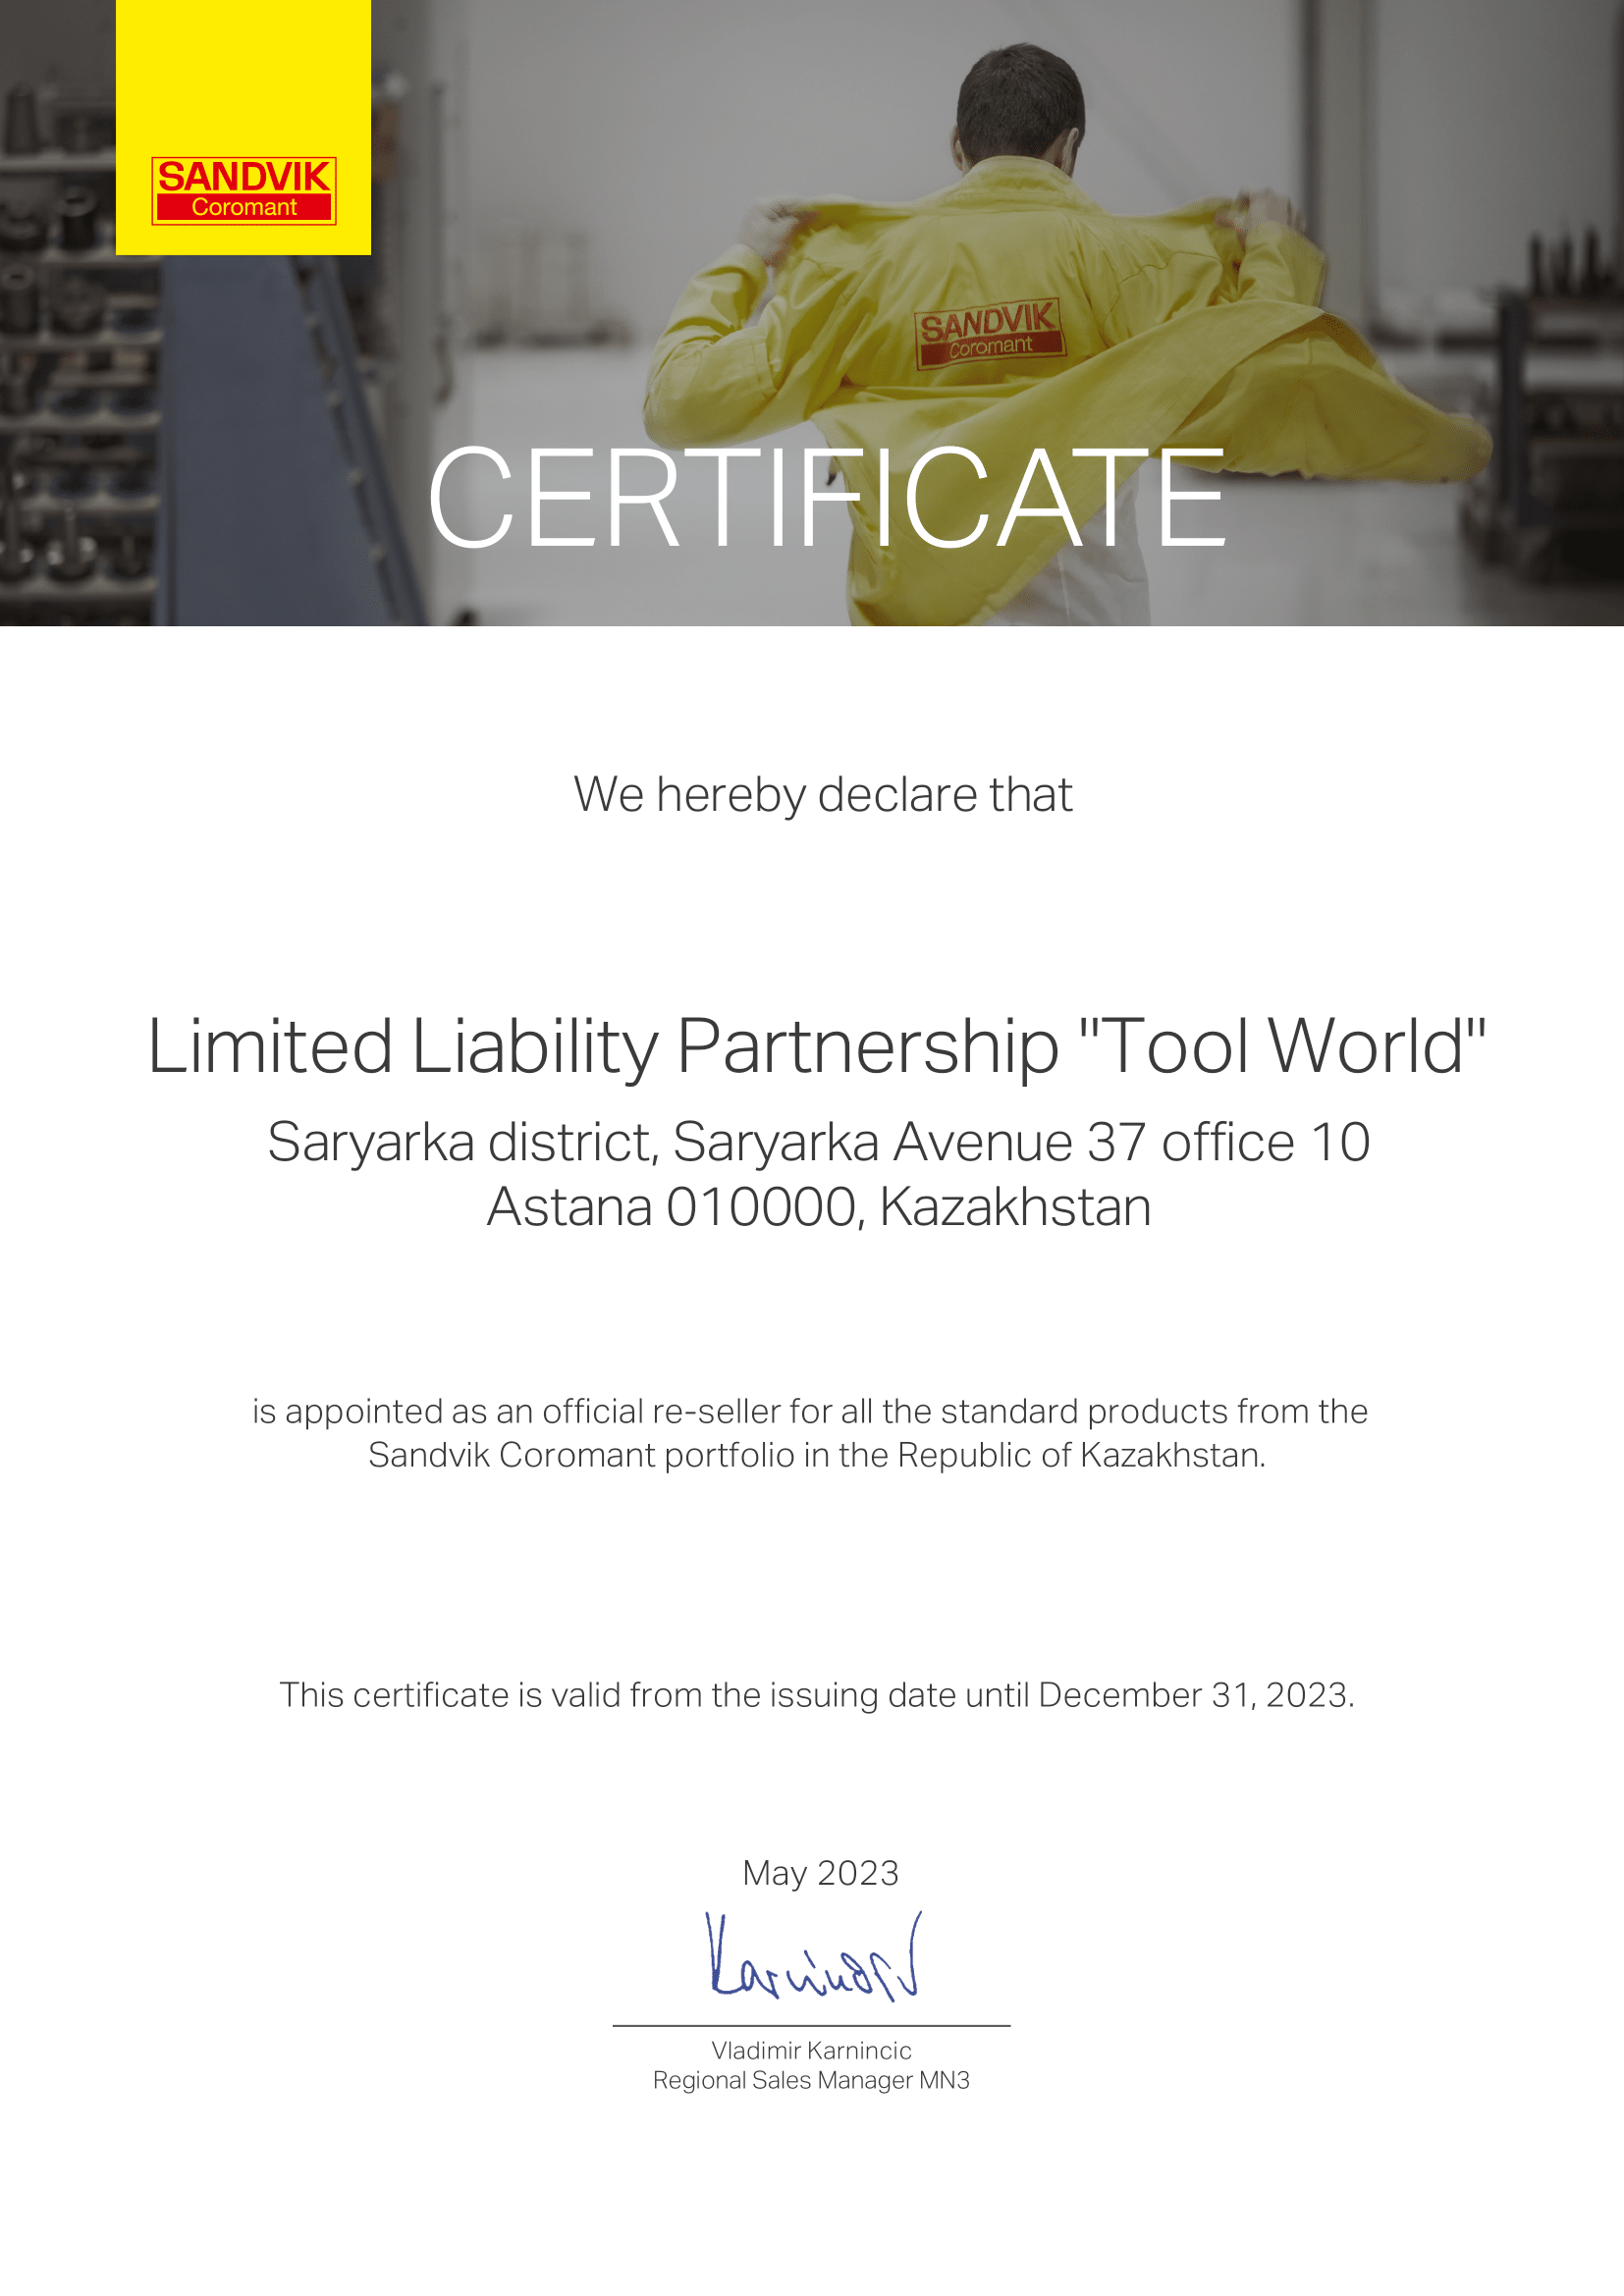 SANDVIK
Coromant
SANDVIK
Coromant
CERTIFICATE
We hereby declare that
Limited Liability Partnership "Tool World"
Saryarka district, Saryarka Avenue 37 office 10
Astana 010000, Kazakhstan
is appointed as an official re-seller for all the standard products from the
Sandvik Coromant portfolio in the Republic of Kazakhstan.
This certificate is valid from the issuing date until December 31, 2023.
May 2023
Vladimir Karnincic
Regional Sales Manager MN3